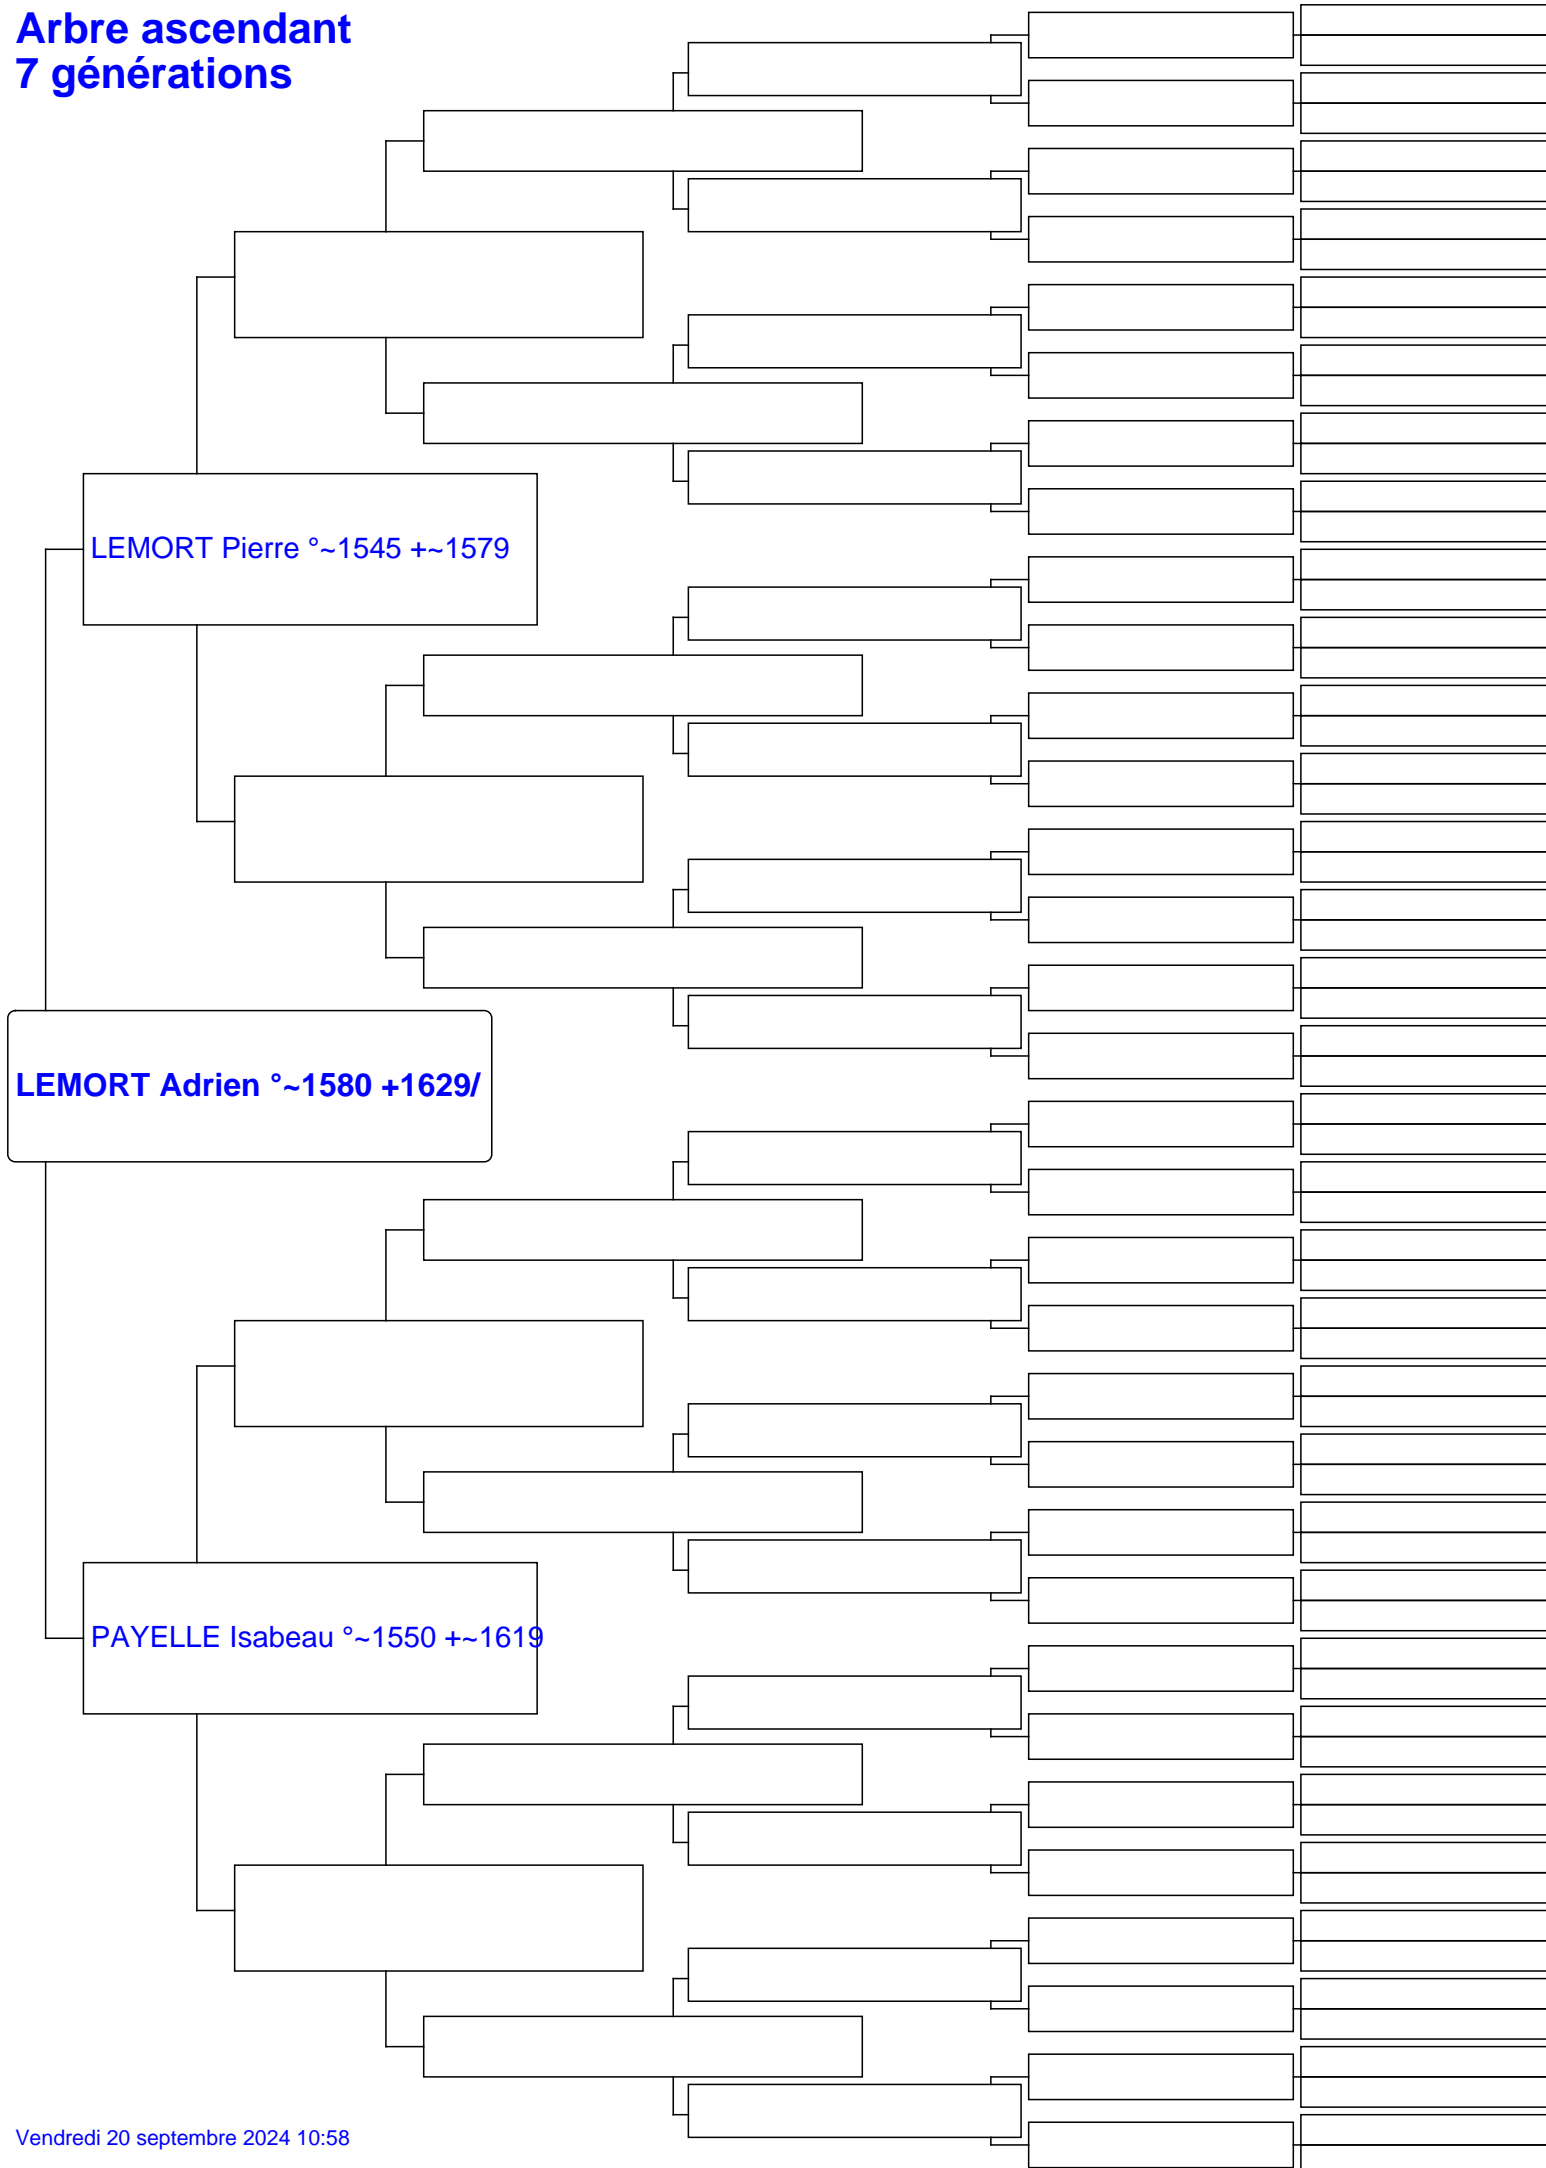 Arbre ascendant
7 générations
LEMORT Pierre °~1545 +~1579
LEMORT Adrien °~1580 +1629/
PAYELLE Isabeau °~1550 +~1619
Vendredi 20 septembre 2024 10:58